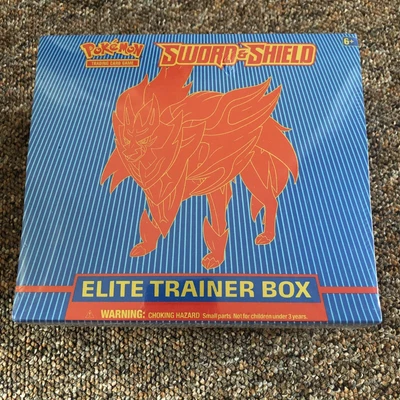 Pokémon
TRADING CARD GAME
SWORD & SHIELD
6+
ELITE TRAINER BOX
WARNING: CHOKING HAZARD Small parts. Not for children under 3 years.